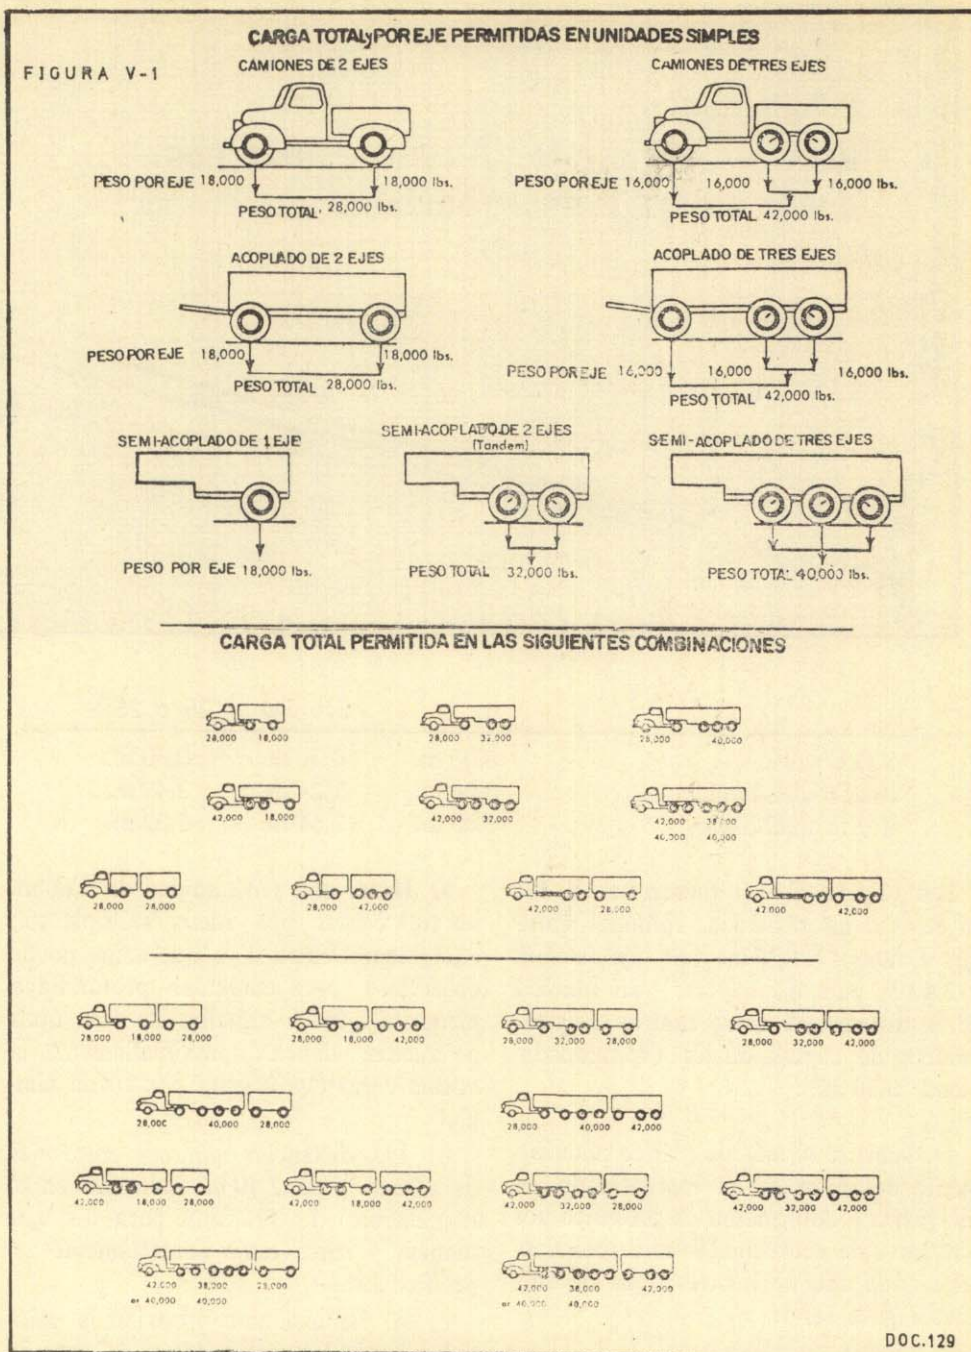 CARGA TOTAL y POR EJE PERMITIDAS EN UNIDADES SIMPLES
FIGURA V-1
CAMIONES DE 2 EJES
CAMIONES DE TRES EJES
PESO POR EJE 18,000 18,000 lbs.
PESO TOTAL 28,000 lbs.
PESO POR EJE 16,000 16,000 16,000 lbs.
PESO TOTAL 42,000 lbs.
ACOPLADO DE 2 EJES
ACOPLADO DE TRES EJES
PESO POR EJE 18,000 18,000 lbs.
PESO TOTAL 28,000 lbs.
PESO POR EJE 16,000 16,000 16,000 lbs.
PESO TOTAL 42,000 lbs.
SEMI-ACOPLADO DE 1 EJE
SEMI-ACOPLADO DE 2 EJES
(Tandem)
SEMI-ACOPLADO DE TRES EJES
PESO POR EJE 18,000 lbs.
PESO TOTAL 32,000 lbs.
PESO TOTAL 40,000 lbs.
CARGA TOTAL PERMITIDA EN LAS SIGUIENTES COMBINACIONES
28,000 18,000
28,000 32,000
28,000 40,000
42,000 18,000
42,000 32,000
42,000 38,000
40,000 40,000
28,000 28,000
28,000 42,000
42,000 28,000
42,000 42,000
28,000 18,000 28,000
28,000 18,000 42,000
28,000 32,000 28,000
28,000 32,000 42,000
28,000 40,000 28,000
28,000 40,000 42,000
42,000 18,000 28,000
42,000 18,000 42,000
42,000 32,000 28,000
42,000 32,000 42,000
42,000 38,000 28,000
or 40,000 40,000
42,000 38,000 42,000
or 40,000 40,000
DOC.129